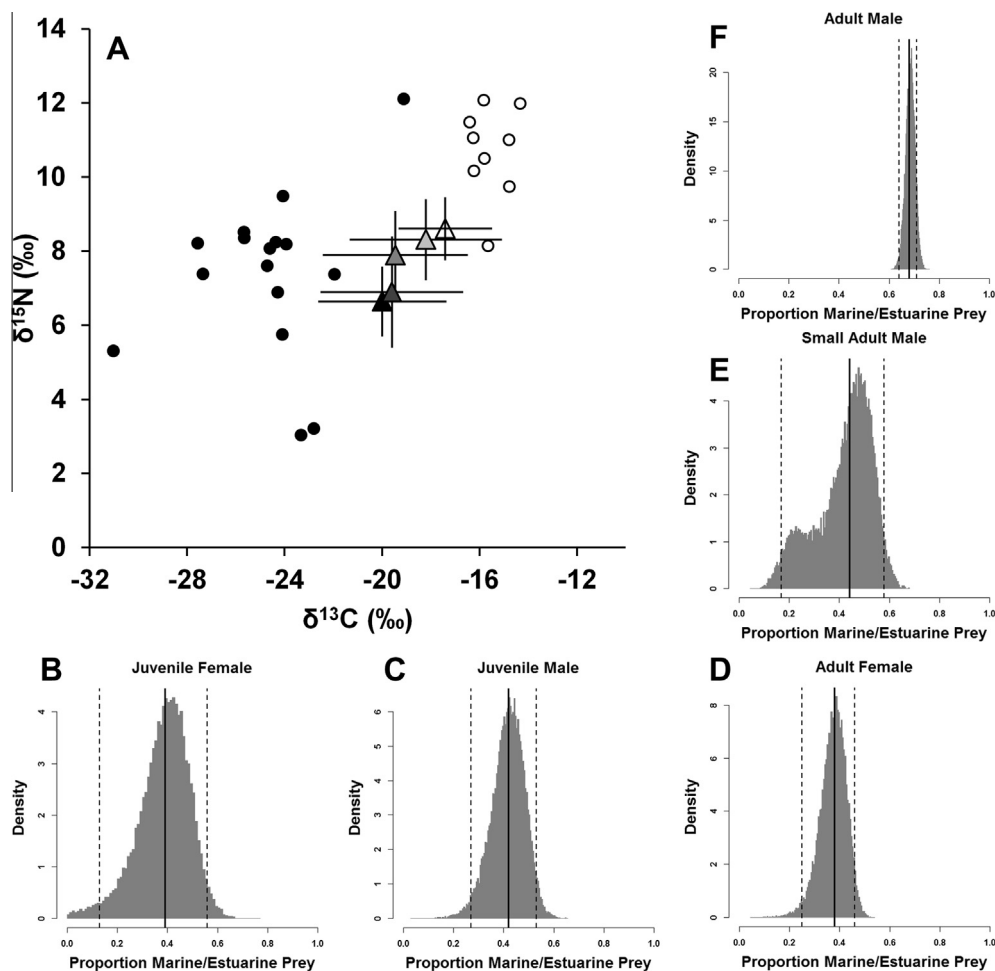 A
14
12
10
8
6
4
2
0
δ¹⁵N (‰)
-32 -28 -24 -20 -16 -12
δ¹³C (‰)
F
Adult Male
20
15
10
5
0
Density
0.0 0.2 0.4 0.6 0.8 1.0
Proportion Marine/Estuarine Prey
E
Small Adult Male
4
3
2
1
0
Density
0.0 0.2 0.4 0.6 0.8 1.0
Proportion Marine/Estuarine Prey
B
Juvenile Female
4
3
2
1
0
Density
0.0 0.2 0.4 0.6 0.8 1.0
Proportion Marine/Estuarine Prey
C
Juvenile Male
6
5
4
3
2
1
0
Density
0.0 0.2 0.4 0.6 0.8 1.0
Proportion Marine/Estuarine Prey
D
Adult Female
8
6
4
2
0
Density
0.0 0.2 0.4 0.6 0.8 1.0
Proportion Marine/Estuarine Prey